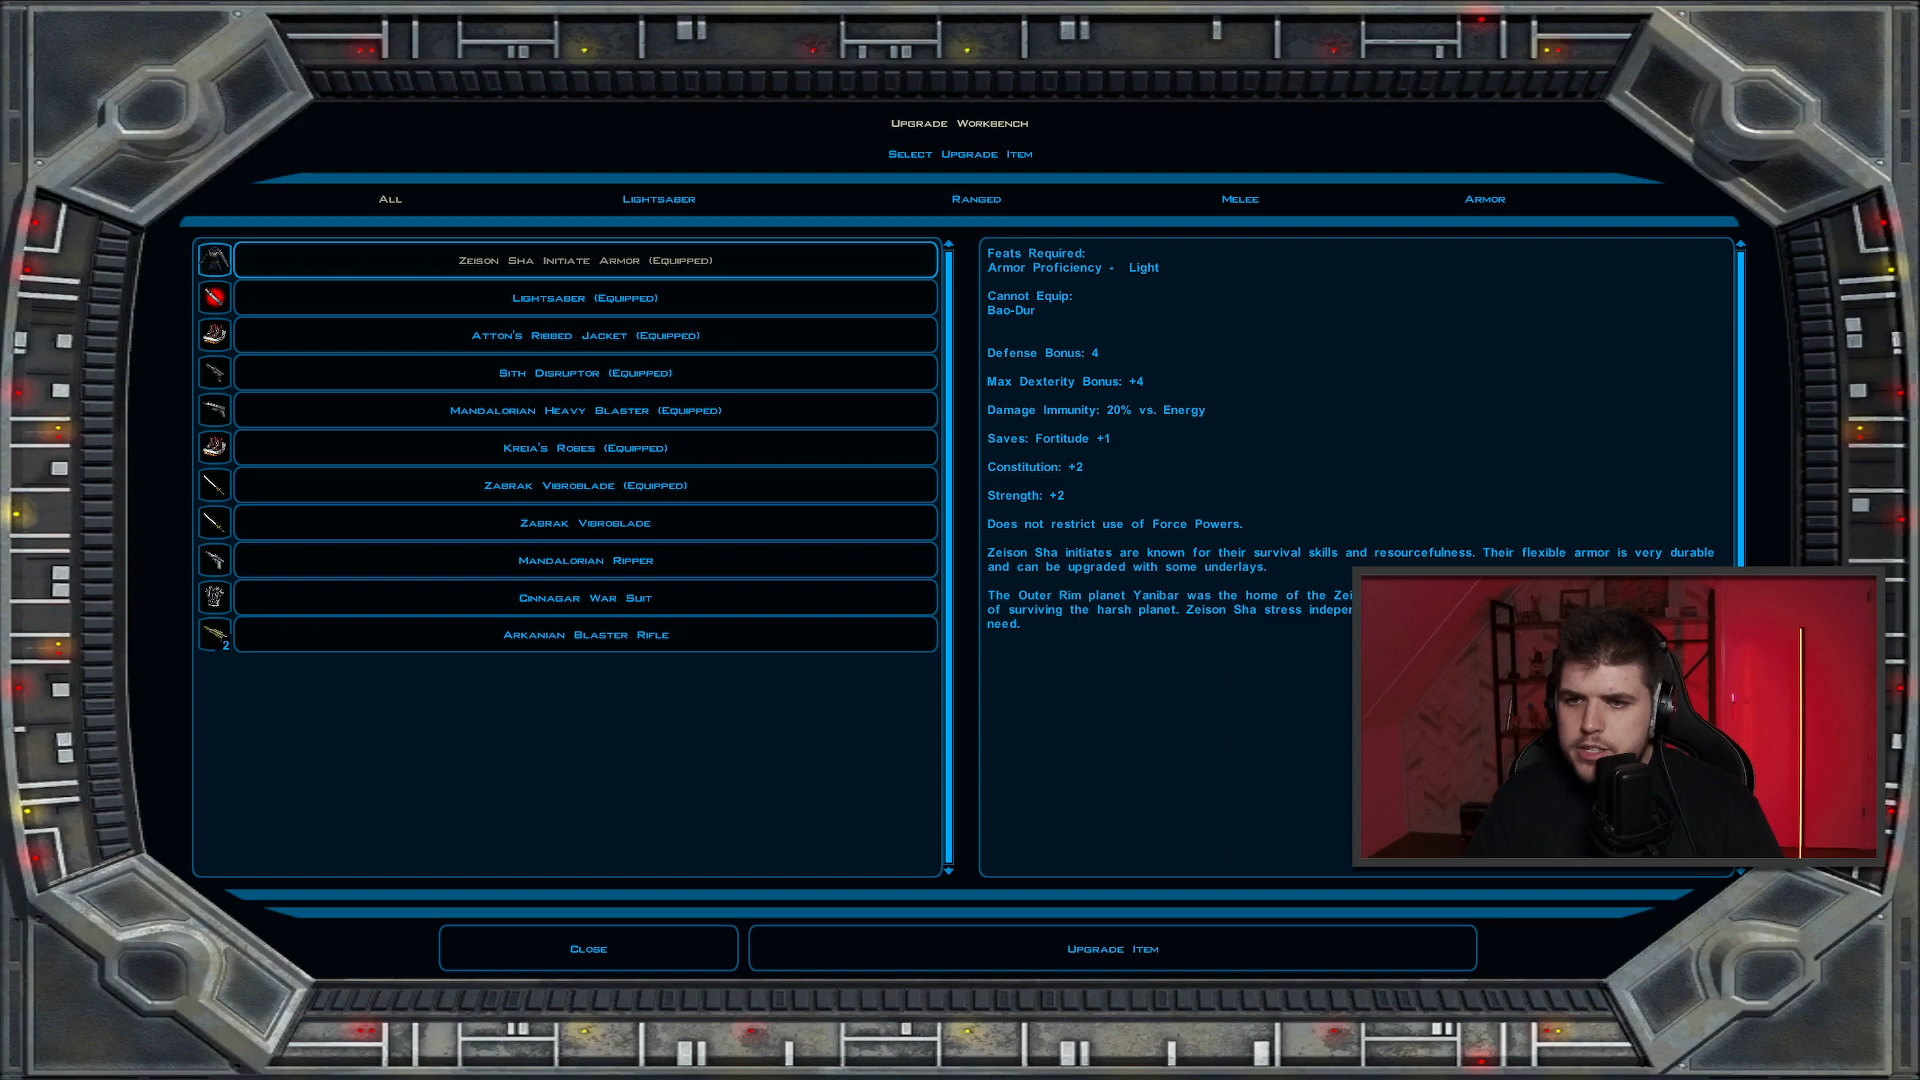 Upgrade Workbench
Select Upgrade Item
All Lightsaber Ranged Melee Armor
Zeison Sha Initiate Armor (Equipped)
Lightsaber (Equipped)
Atton's Ribbed Jacket (Equipped)
Sith Disruptor (Equipped)
Mandalorian Heavy Blaster (Equipped)
Kreia's Robes (Equipped)
Zabrak Vibroblade (Equipped)
Zabrak Vibroblade
Mandalorian Ripper
Cinnagar War Suit
2 Arkanian Blaster Rifle
Feats Required:
Armor Proficiency - Light
Cannot Equip:
Bao-Dur
Defense Bonus: 4
Max Dexterity Bonus: +4
Damage Immunity: 20% vs. Energy
Saves: Fortitude +1
Constitution: +2
Strength: +2
Does not restrict use of Force Powers.
Zeison Sha initiates are known for their survival skills and resourcefulness. Their flexible armor is very durable
and can be upgraded with some underlays.
The Outer Rim planet Yanibar was the home of the
of surviving the harsh planet. Zeison Sha stress
need.
Close
Upgrade Item